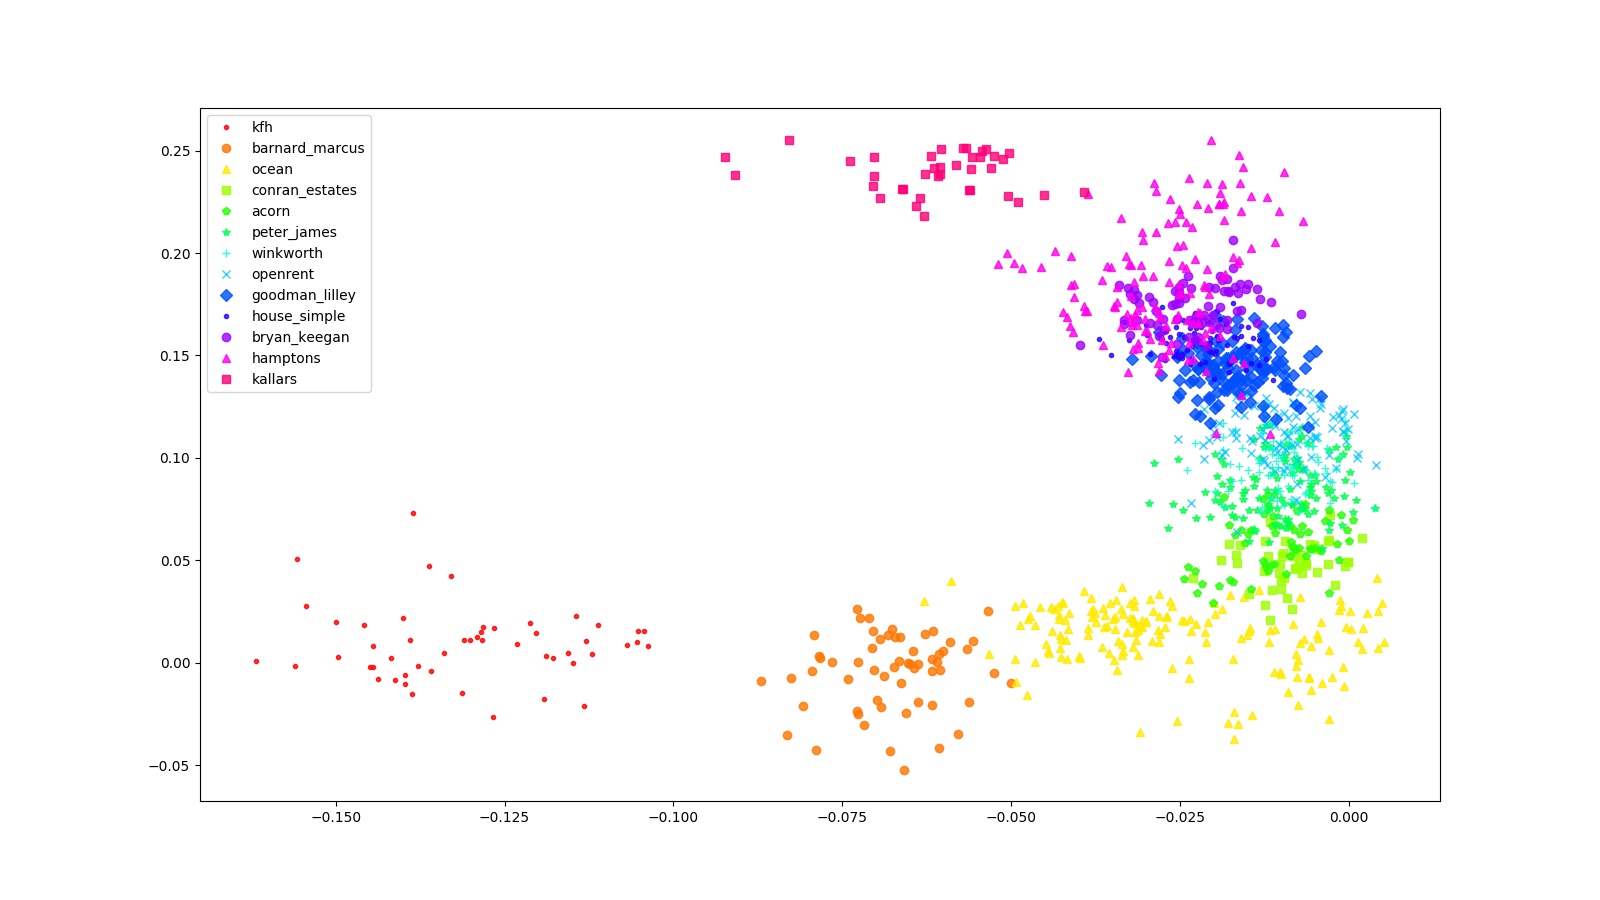 kfh
barnard_marcus
ocean
conran_estates
acorn
peter_james
winkworth
openrent
goodman_lilley
house_simple
bryan_keegan
hamptons
kallars
0.25
0.20
0.15
0.10
0.05
0.00
−0.05
−0.150 −0.125 −0.100 −0.075 −0.050 −0.025 0.000